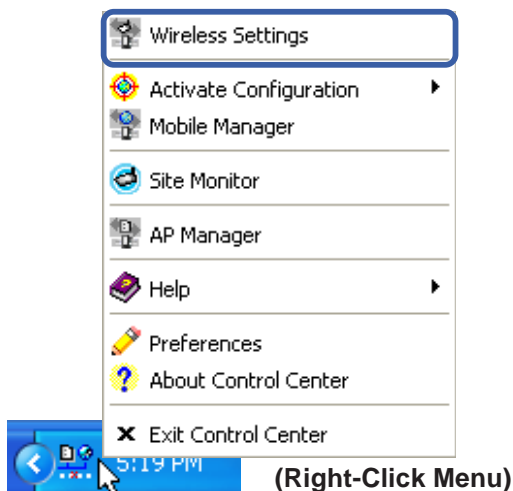 Wireless Settings
Activate Configuration
Mobile Manager
Site Monitor
AP Manager
Help
Preferences
About Control Center
Exit Control Center
5:19 PM
(Right-Click Menu)